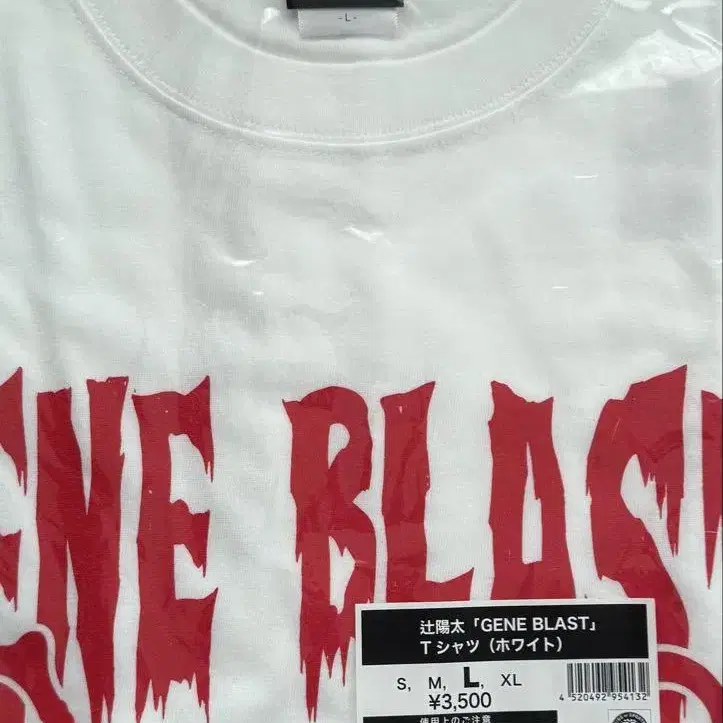 -L-
ENE BLAS
辻陽太「GENE BLAST」
Tシャツ（ホワイト）
S, M, L, XL
¥3,500
4 520492 954132
使用上のご注意